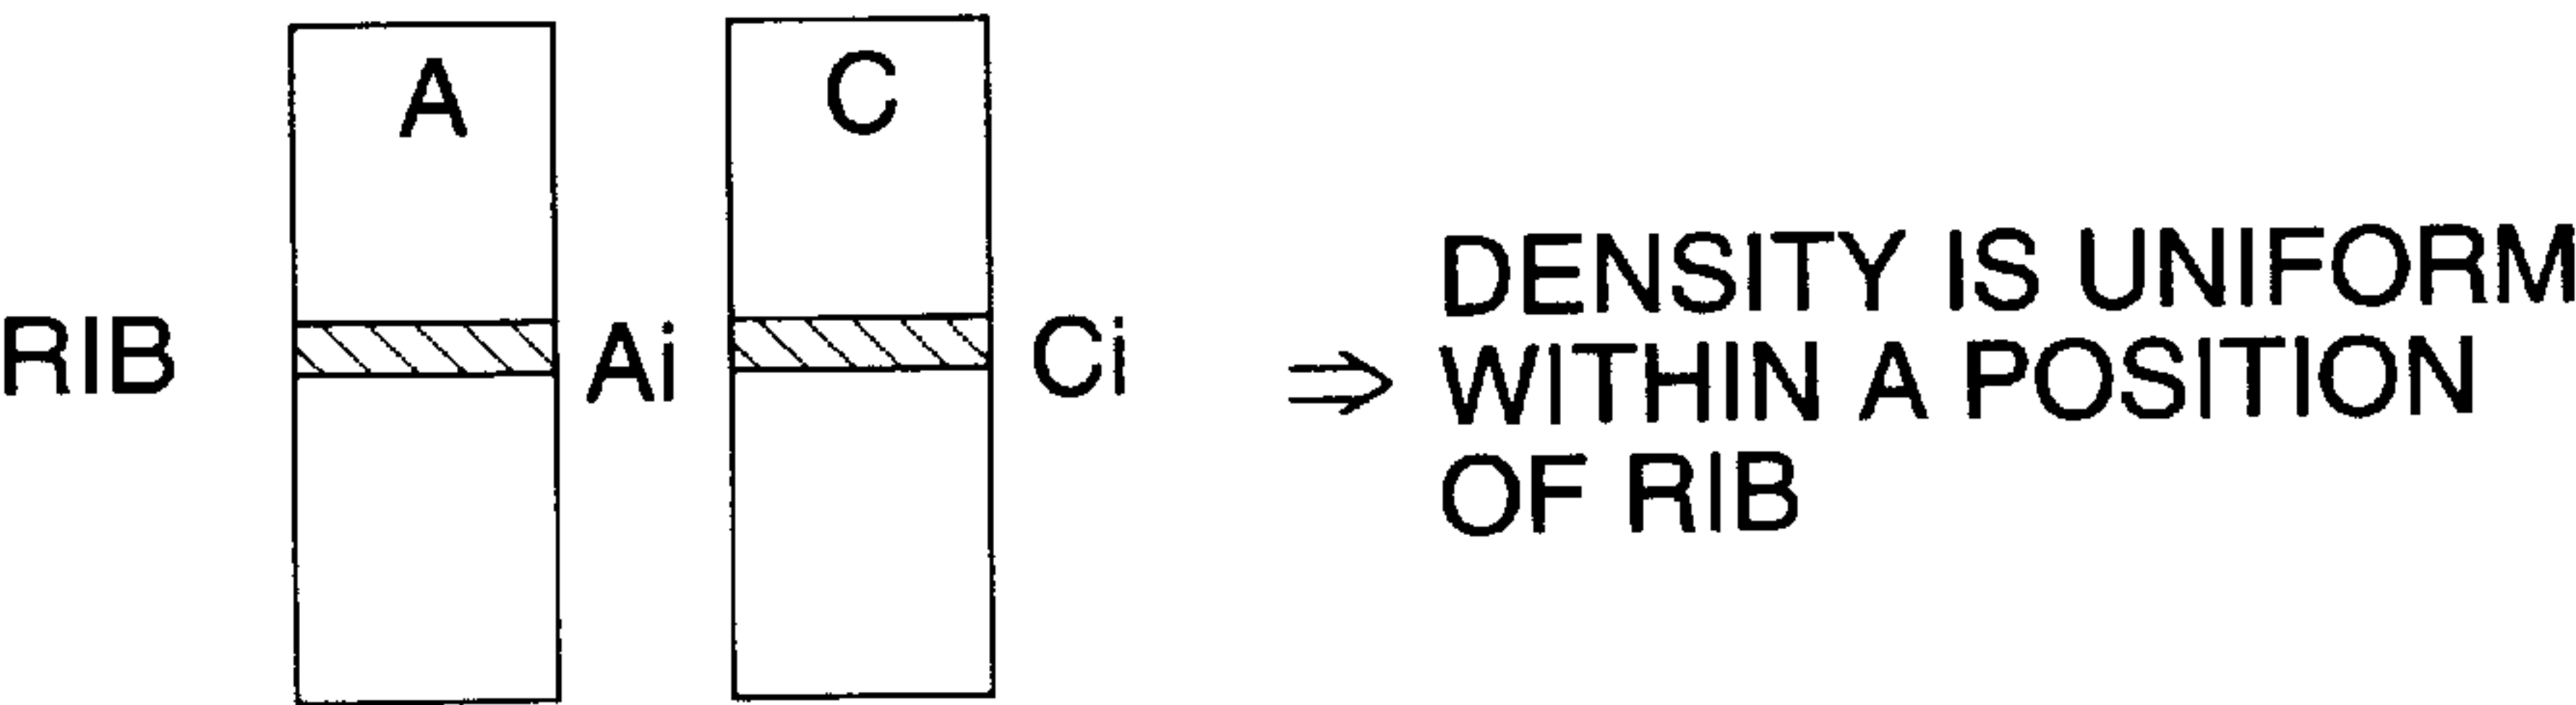 A
C
RIB
Ai
Ci
⇒ DENSITY IS UNIFORM
WITHIN A POSITION
OF RIB